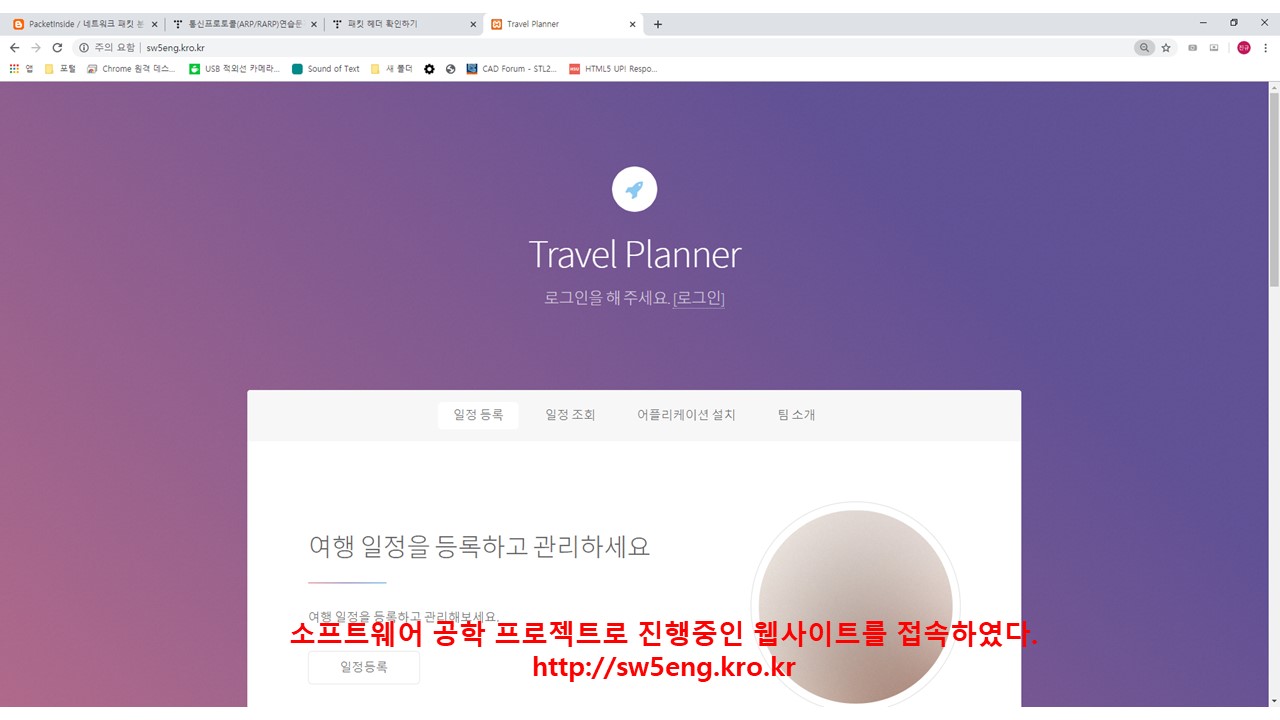 PacketInside / 네트워크 패킷 분
통신프로토콜(ARP/RARP)연습문
패킷 헤더 확인하기
Travel Planner
주의 요함 | sw5eng.kro.kr
앱
포털
Chrome 원격 데스...
USB 적외선 카메라...
Sound of Text
새 폴더
CAD Forum - STL2...
HTML5 UP! Respo...
Travel Planner
로그인을 해 주세요. [로그인]
일정 등록
일정 조회
어플리케이션 설치
팀 소개
여행 일정을 등록하고 관리하세요
여행 일정을 등록하고 관리해보세요.
소프트웨어 공학 프로젝트로 진행중인 웹사이트를 접속하였다.
일정등록
http://sw5eng.kro.kr